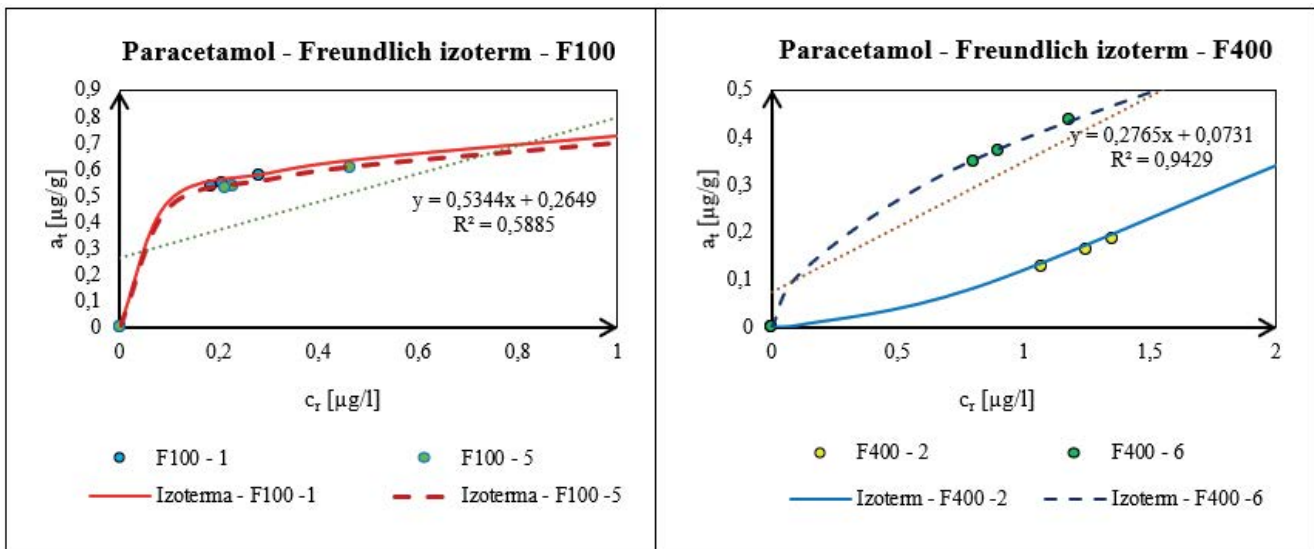 Paracetamol - Freundlich izoterm - F100
0,9
0,8
0,7
0,6
0,5
0,4
0,3
0,2
0,1
0
aₜ [µg/g]
y = 0,5344x + 0,2649
R² = 0,5885
0 0,2 0,4 0,6 0,8 1
cᵣ [µg/l]
F100 - 1 F100 - 5
Izoterma - F100 -1 Izoterma - F100 -5
Paracetamol - Freundlich izoterm - F400
0,5
0,4
0,3
0,2
0,1
0
aₜ [µg/g]
y = 0,2765x + 0,0731
R² = 0,9429
0 0,5 1 1,5 2
cᵣ [µg/l]
F400 - 2 F400 - 6
Izoterm - F400 -2 Izoterm - F400 -6